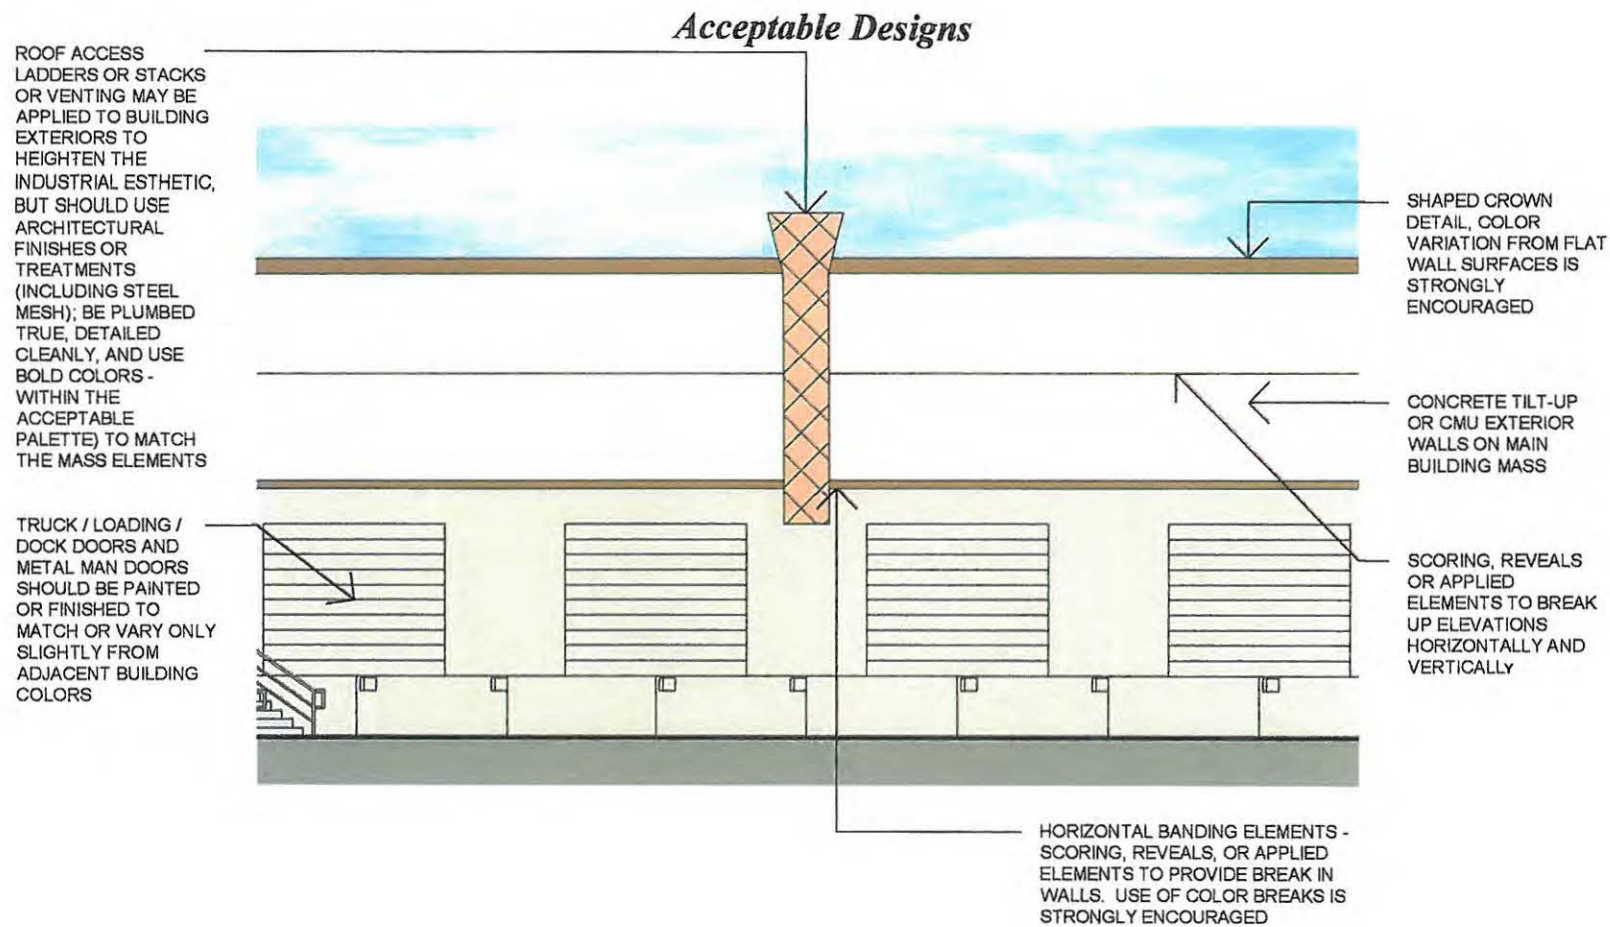 Acceptable Designs
ROOF ACCESS
LADDERS OR STACKS
OR VENTING MAY BE
APPLIED TO BUILDING
EXTERIORS TO
HEIGHTEN THE
INDUSTRIAL ESTHETIC,
BUT SHOULD USE
ARCHITECTURAL
FINISHES OR
TREATMENTS
(INCLUDING STEEL
MESH); BE PLUMBED
TRUE, DETAILED
CLEANLY, AND USE
BOLD COLORS -
WITHIN THE
ACCEPTABLE
PALETTE) TO MATCH
THE MASS ELEMENTS
TRUCK / LOADING /
DOCK DOORS AND
METAL MAN DOORS
SHOULD BE PAINTED
OR FINISHED TO
MATCH OR VARY ONLY
SLIGHTLY FROM
ADJACENT BUILDING
COLORS
SHAPED CROWN
DETAIL, COLOR
VARIATION FROM FLAT
WALL SURFACES IS
STRONGLY
ENCOURAGED
CONCRETE TILT-UP
OR CMU EXTERIOR
WALLS ON MAIN
BUILDING MASS
SCORING, REVEALS
OR APPLIED
ELEMENTS TO BREAK
UP ELEVATIONS
HORIZONTALLY AND
VERTICALLY
HORIZONTAL BANDING ELEMENTS -
SCORING, REVEALS, OR APPLIED
ELEMENTS TO PROVIDE BREAK IN
WALLS. USE OF COLOR BREAKS IS
STRONGLY ENCOURAGED